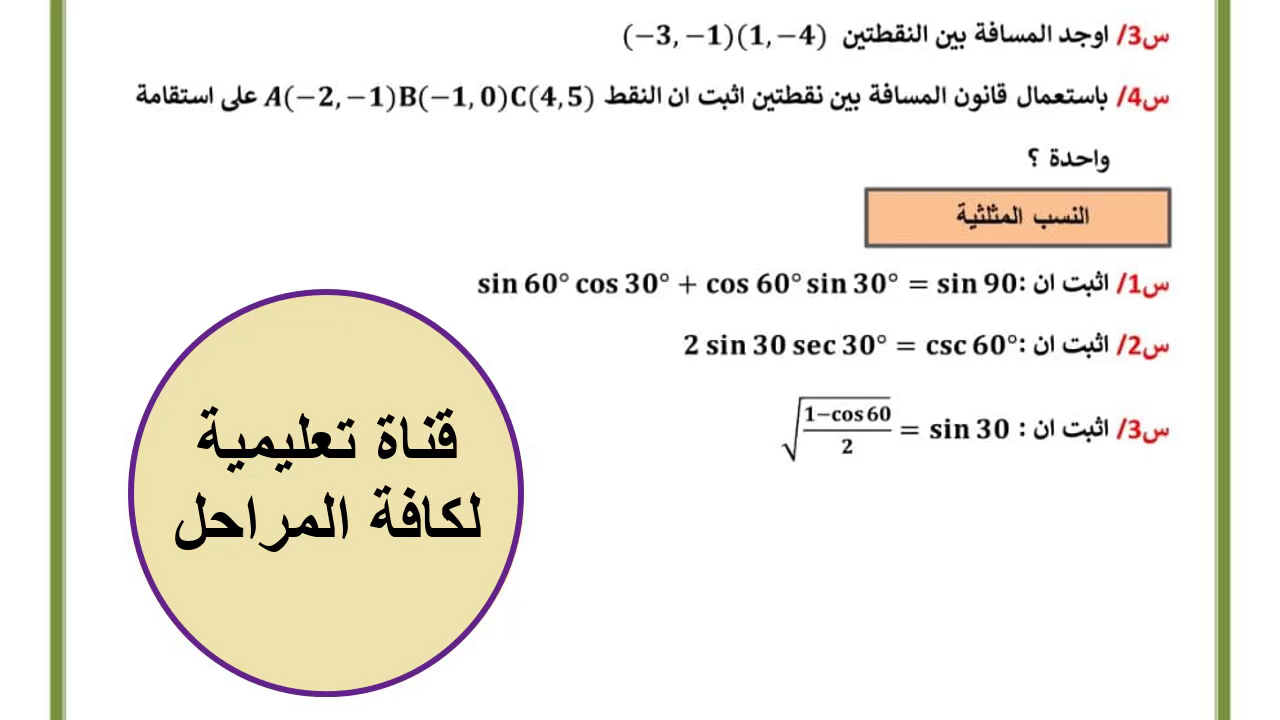 س3/ اوجد المسافة بين النقطتين (−3, −1)(1, −4)
س4/ باستعمال قانون المسافة بين نقطتين اثبت ان النقط A(−2, −1)B(−1, 0)C(4, 5) على استقامة
واحدة ؟
النسب المثلثية
س1/ اثبت ان :sin 60° cos 30° + cos 60° sin 30° = sin 90
س2/ اثبت ان :2 sin 30 sec 30° = csc 60°
س3/ اثبت ان : √((1−cos 60)/2) = sin 30
قناة تعليمية
لكافة المراحل